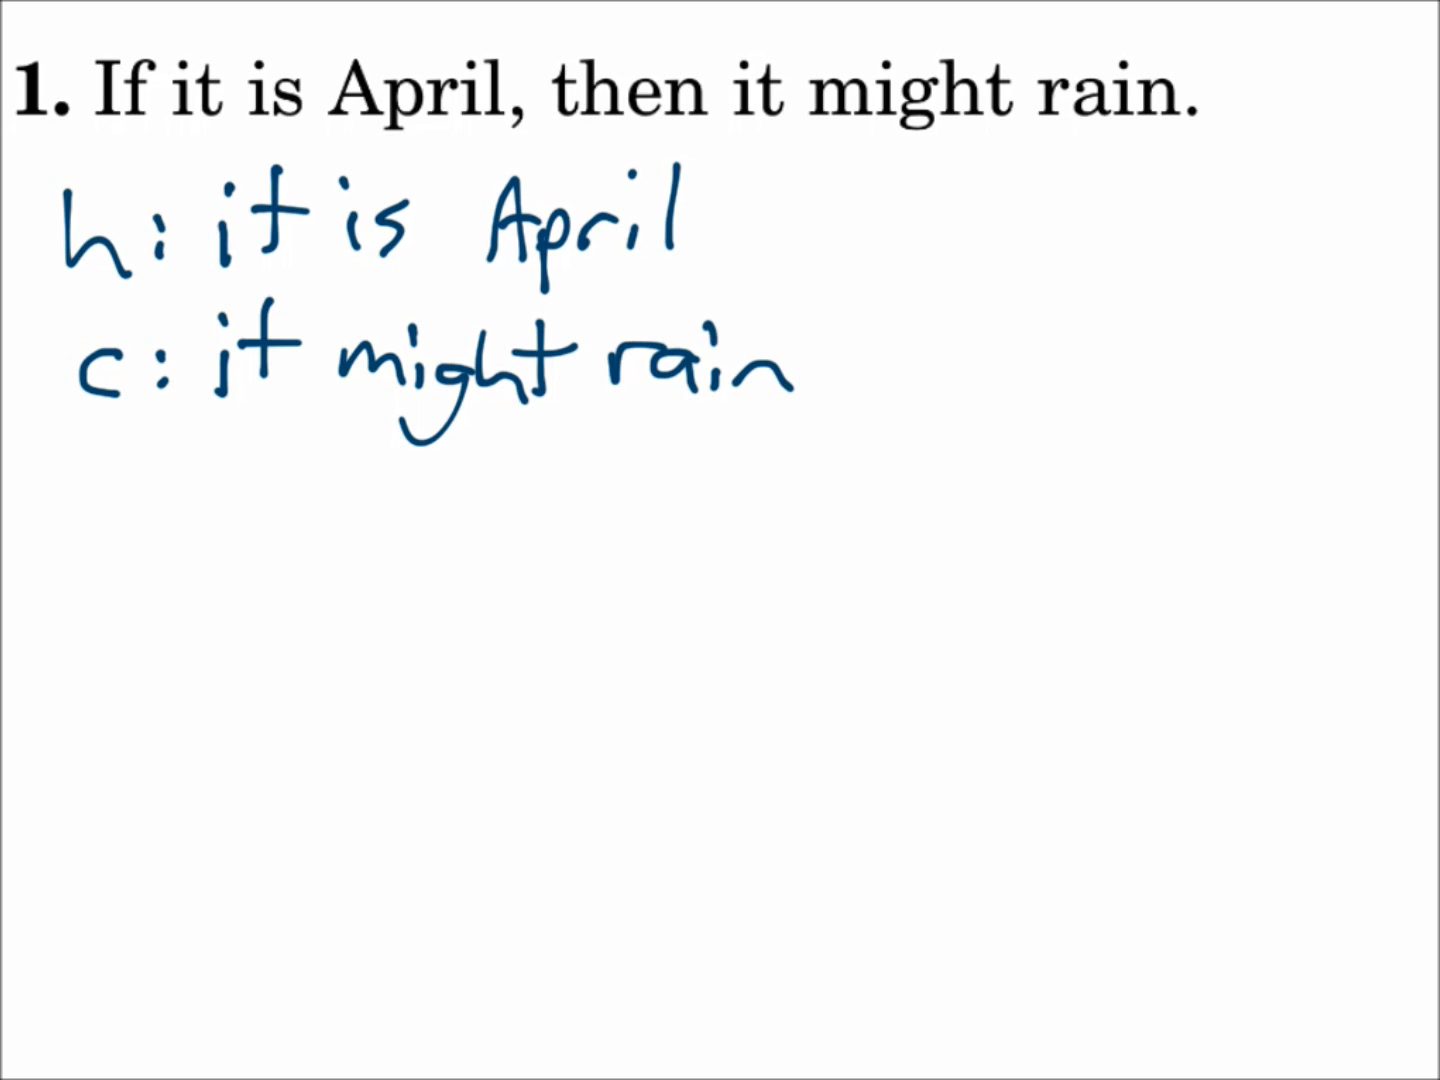 1. If it is April, then it might rain.
h: it is April
c: it might rain